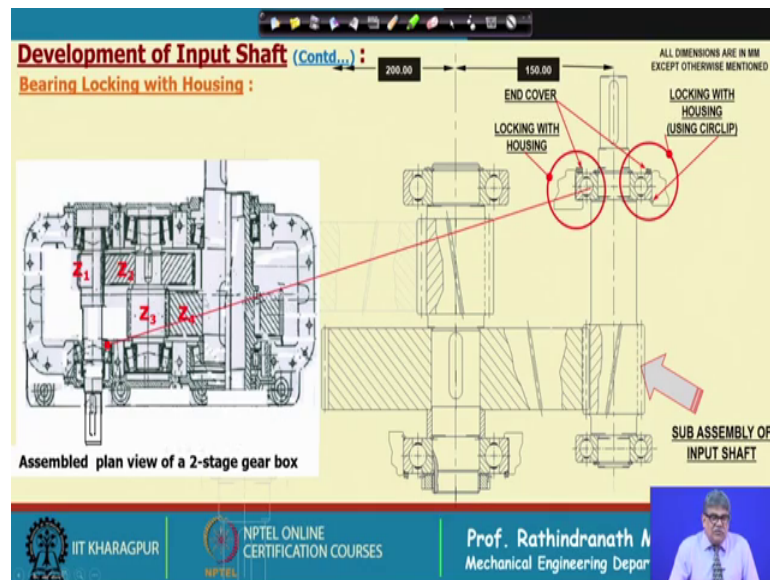 Development of Input Shaft (Contd...) :
Bearing Locking with Housing :
200.00
150.00
ALL DIMENSIONS ARE IN MM
EXCEPT OTHERWISE MENTIONED
END COVER
LOCKING WITH
HOUSING
LOCKING WITH
HOUSING
(USING CIRCLIP)
Z1
Z2
Z3
Z4
Assembled plan view of a 2-stage gear box
SUB ASSEMBLY OF
INPUT SHAFT
IIT KHARAGPUR
NPTEL
NPTEL ONLINE
CERTIFICATION COURSES
Prof. Rathindranath M
Mechanical Engineering Depar